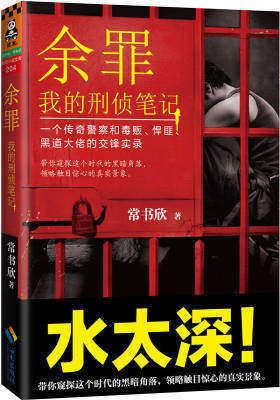 余罪
我的刑侦笔记
一个传奇警察和毒贩、悍匪、
黑道大佬的交锋实录
带你窥探这个时代的黑暗角落,
领略触目惊心的真实景象。
常书欣 著
余罪
我的刑侦笔记
常书欣 著
水太深!
带你窥探这个时代的黑暗角落,领略触目惊心的真实景象。